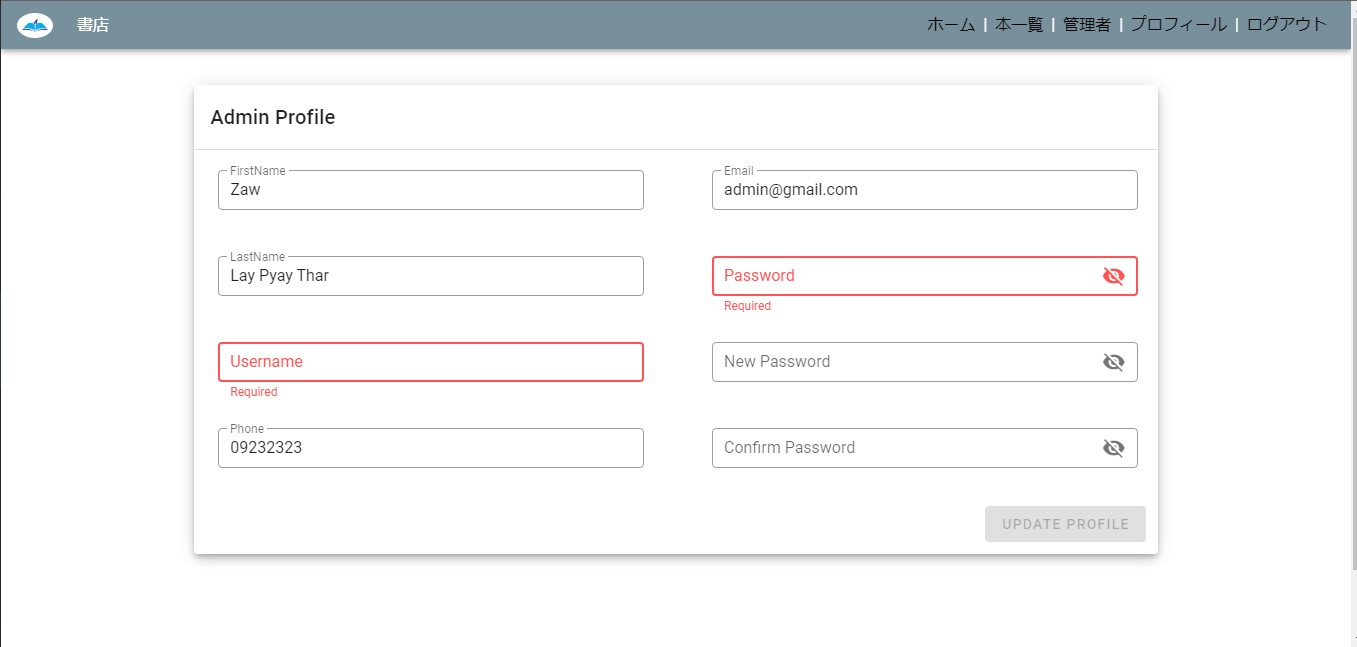 書店
ホーム | 本一覧 | 管理者 | プロフィール | ログアウト
Admin Profile
FirstName
Zaw
Email
admin@gmail.com
LastName
Lay Pyay Thar
Password
Required
Username
Required
New Password
Phone
09232323
Confirm Password
UPDATE PROFILE